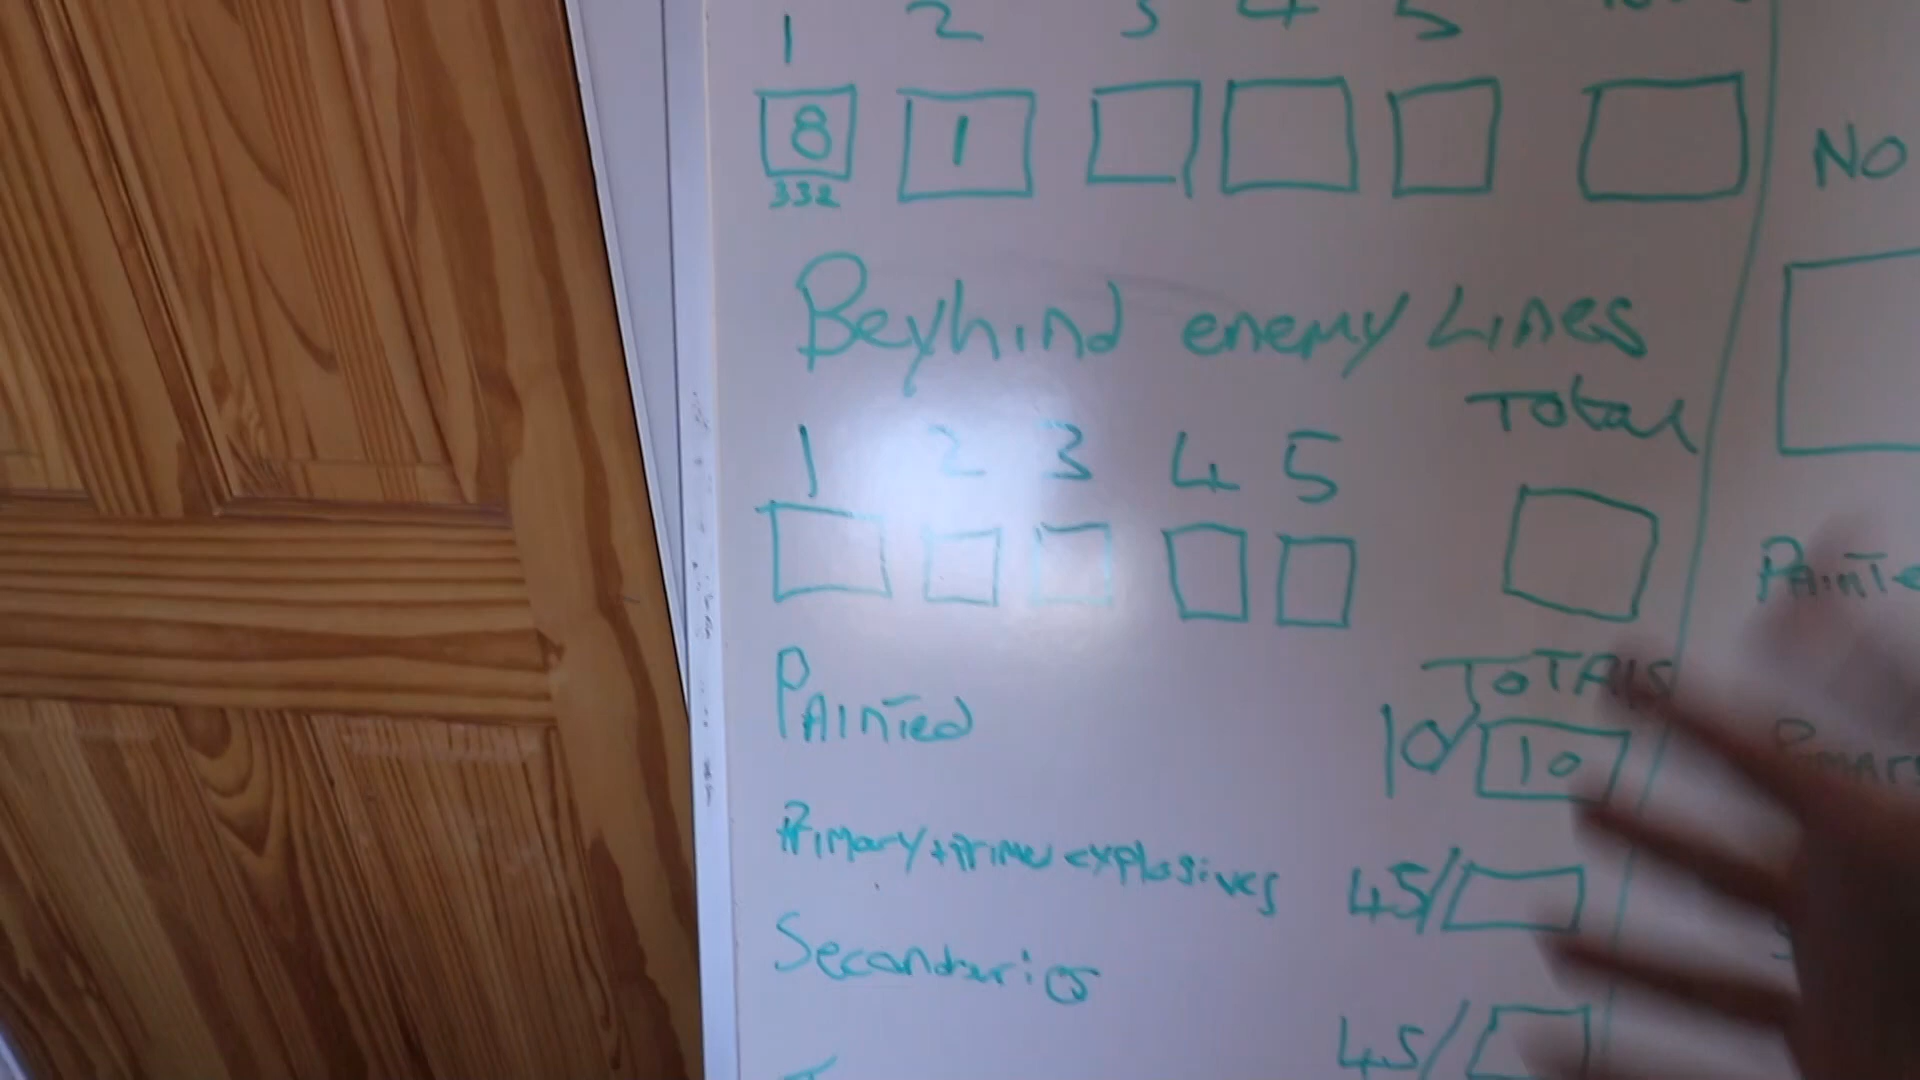 1 2 3 4 5
8 1
332
NO
Beyhind enemy Lines
Total
1 2 3 4 5
Painted
TOTALS
10/ 10
Primary + Prime explosives 45/
Secondaries
45/